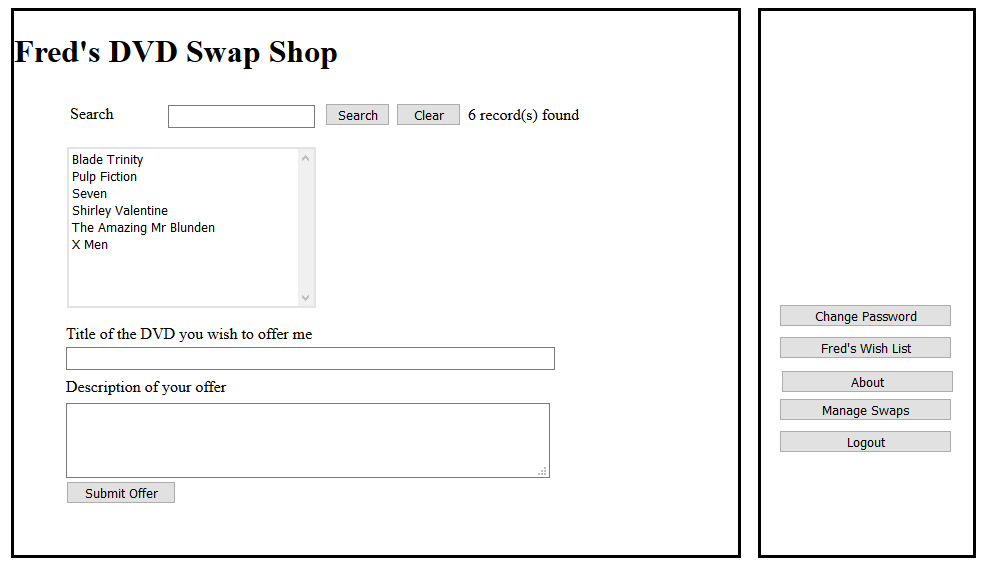 Fred's DVD Swap Shop
Search Search Clear 6 record(s) found
Blade Trinity
Pulp Fiction
Seven
Shirley Valentine
The Amazing Mr Blunden
X Men
Title of the DVD you wish to offer me
Description of your offer
Submit Offer
Change Password
Fred's Wish List
About
Manage Swaps
Logout